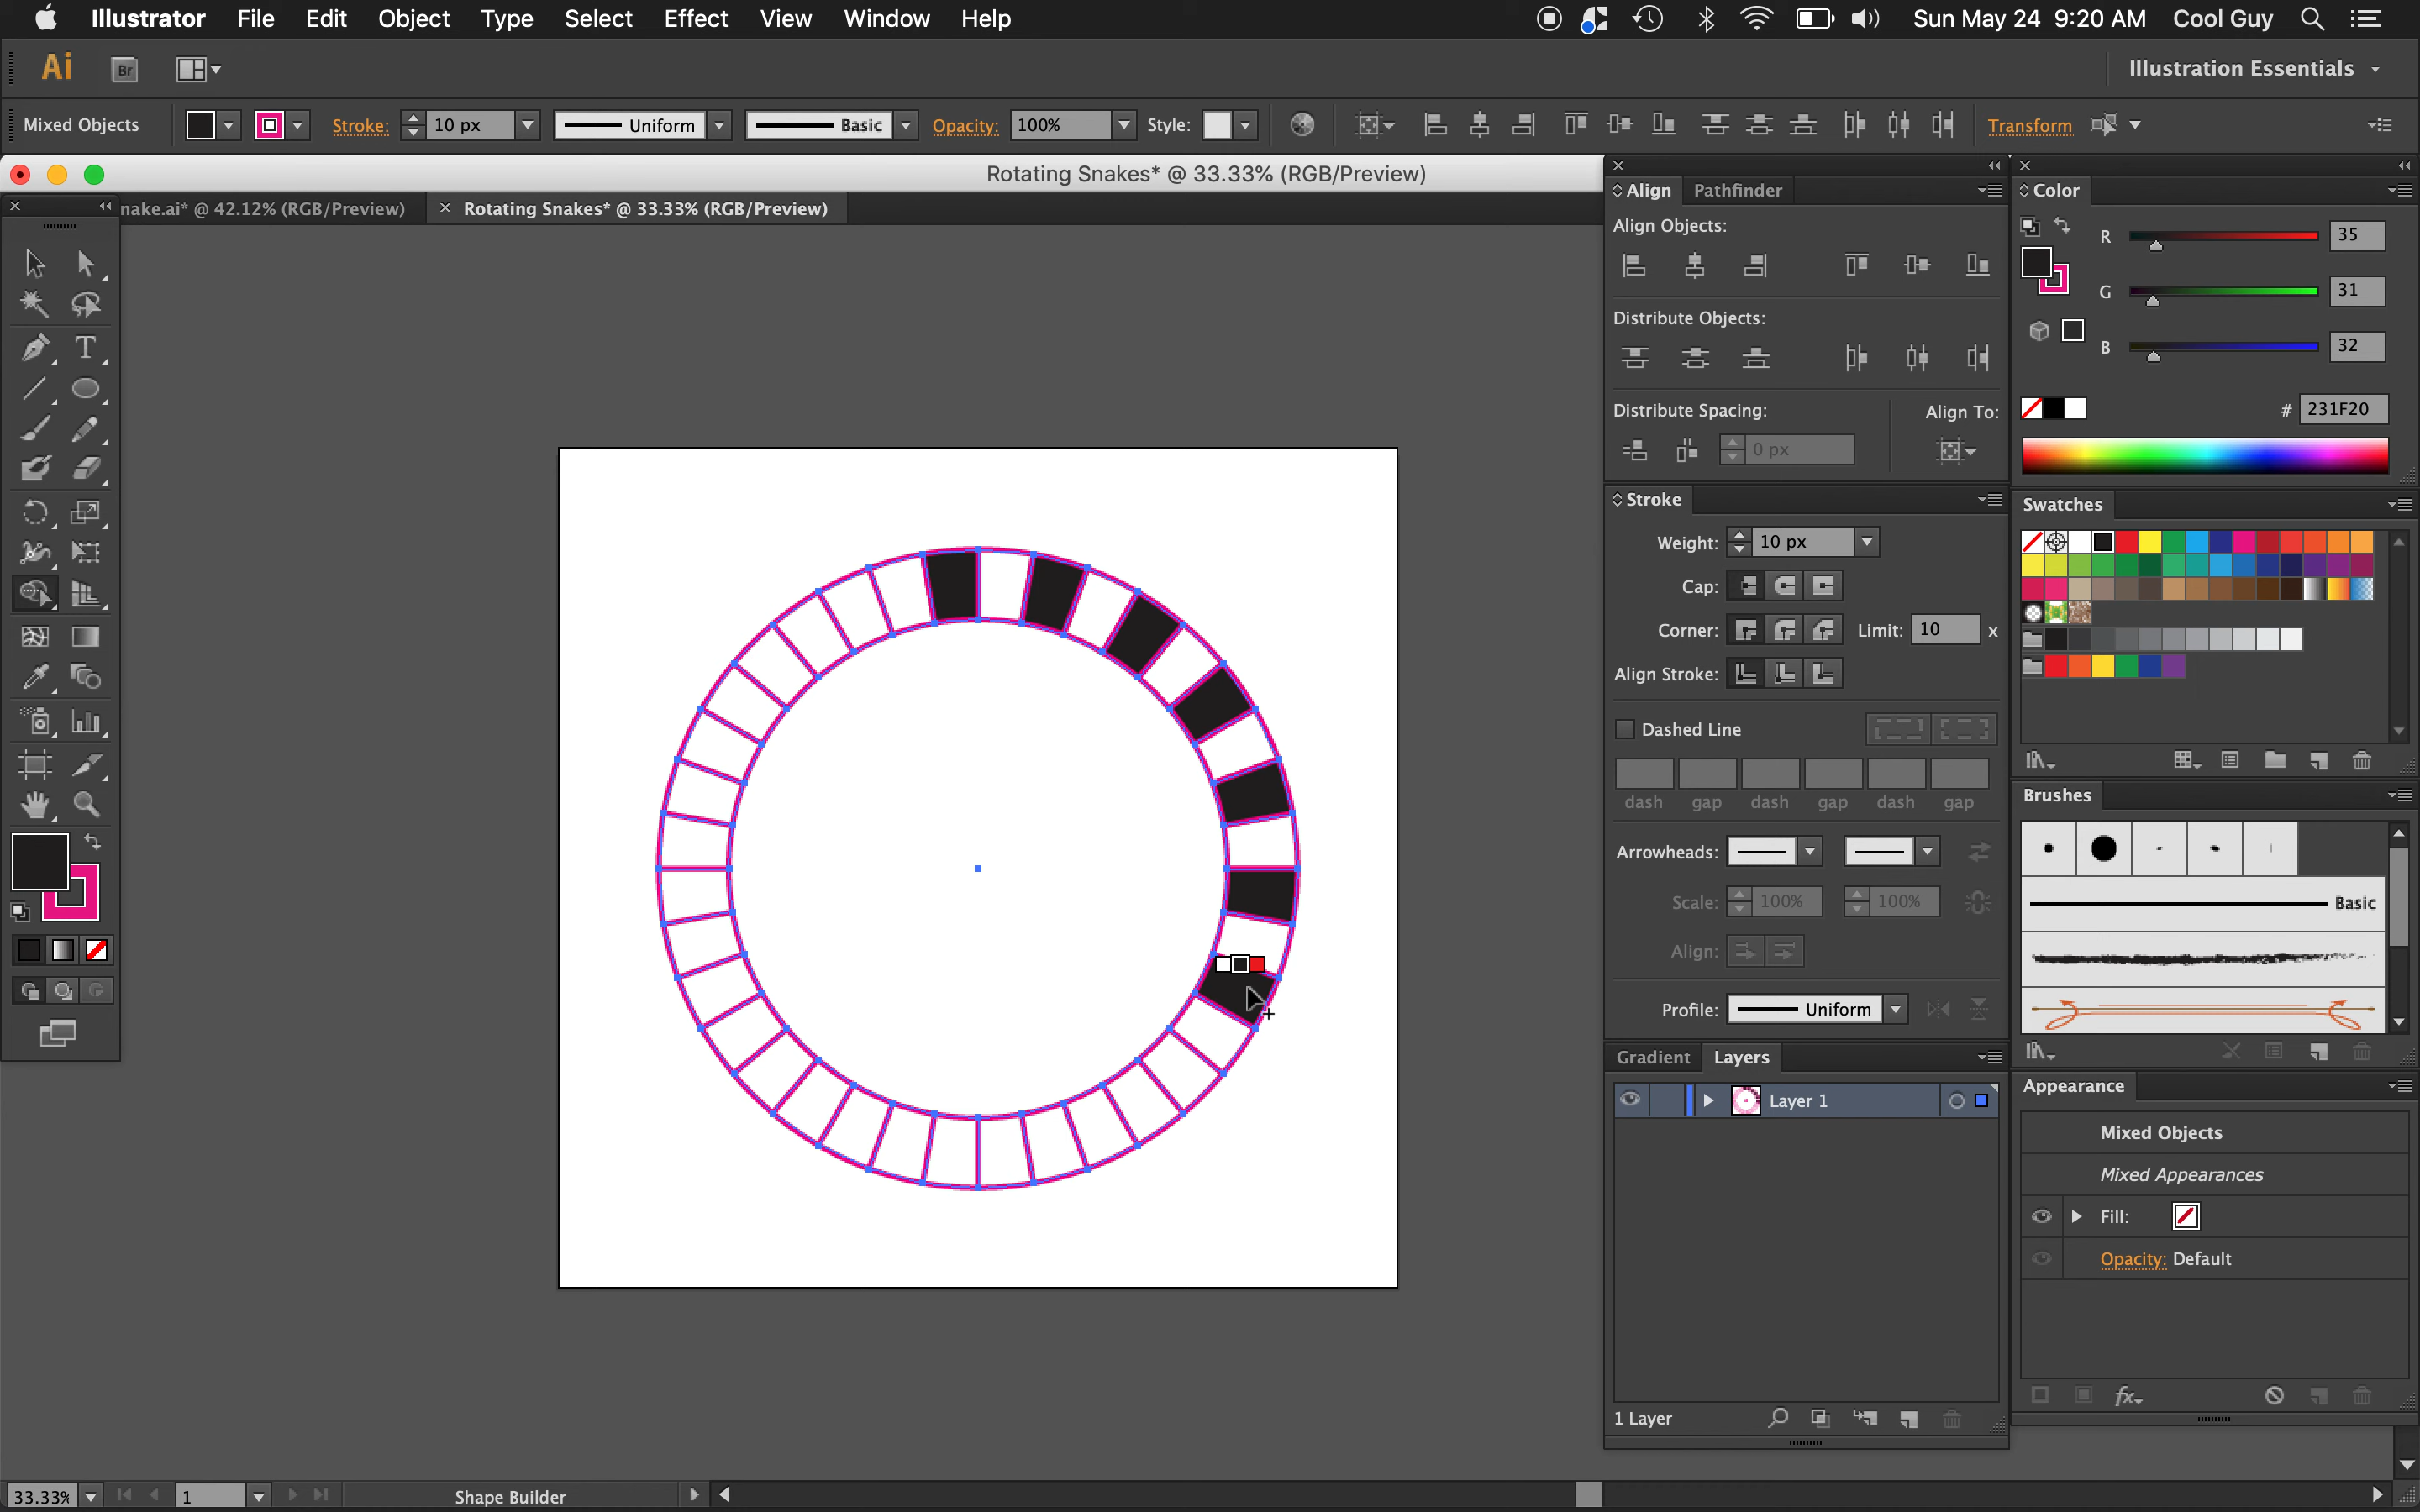 Illustrator File Edit Object Type Select Effect View Window Help Sun May 24 9:20 AM Cool Guy
Ai Br Illustration Essentials
Mixed Objects Stroke: 10 px Uniform Basic Opacity: 100% Style: Transform
Rotating Snakes* @ 33.33% (RGB/Preview)
nake.ai* @ 42.12% (RGB/Preview) Rotating Snakes* @ 33.33% (RGB/Preview)
T
Align Pathfinder
Align Objects:
Distribute Objects:
Distribute Spacing: Align To:
0 px
Stroke
Weight: 10 px
Cap:
Corner: Limit: 10 x
Align Stroke:
Dashed Line
dash gap dash gap dash gap
Arrowheads:
Scale: 100% 100%
Align:
Profile: Uniform
Gradient Layers
Layer 1
1 Layer
Color
R 35
G 31
B 32
# 231F20
Swatches
Brushes
Basic
Appearance
Mixed Objects
Mixed Appearances
Fill:
Opacity: Default
fx
33.33% 1 Shape Builder